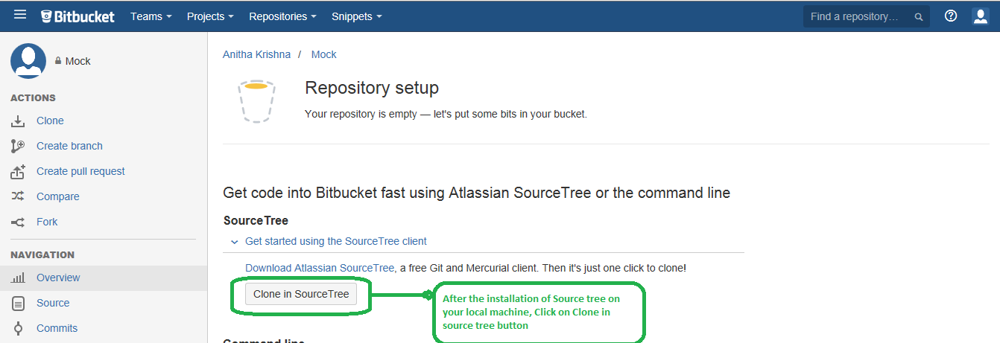 Bitbucket Teams Projects Repositories Snippets Find a repository…
Mock
ACTIONS
Clone
Create branch
Create pull request
Compare
Fork
NAVIGATION
Overview
Source
Commits
Anitha Krishna / Mock
Repository setup
Your repository is empty — let's put some bits in your bucket.
Get code into Bitbucket fast using Atlassian SourceTree or the command line
SourceTree
Get started using the SourceTree client
Download Atlassian SourceTree, a free Git and Mercurial client. Then it's just one click to clone!
Clone in SourceTree
After the installation of Source tree on
your local machine, Click on Clone in
source tree button
Command line